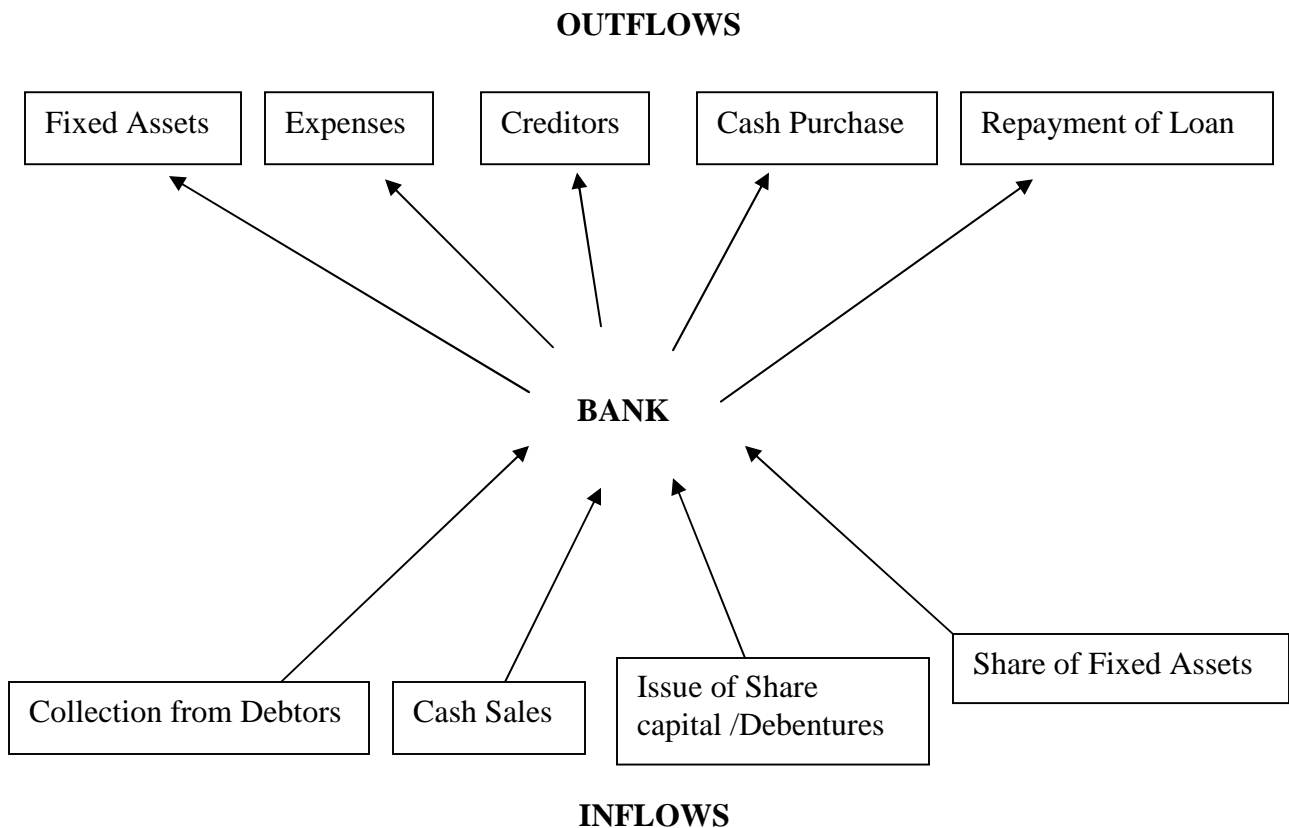 OUTFLOWS
Fixed Assets
Expenses
Creditors
Cash Purchase
Repayment of Loan
BANK
Collection from Debtors
Cash Sales
Issue of Share
capital /Debentures
Share of Fixed Assets
INFLOWS